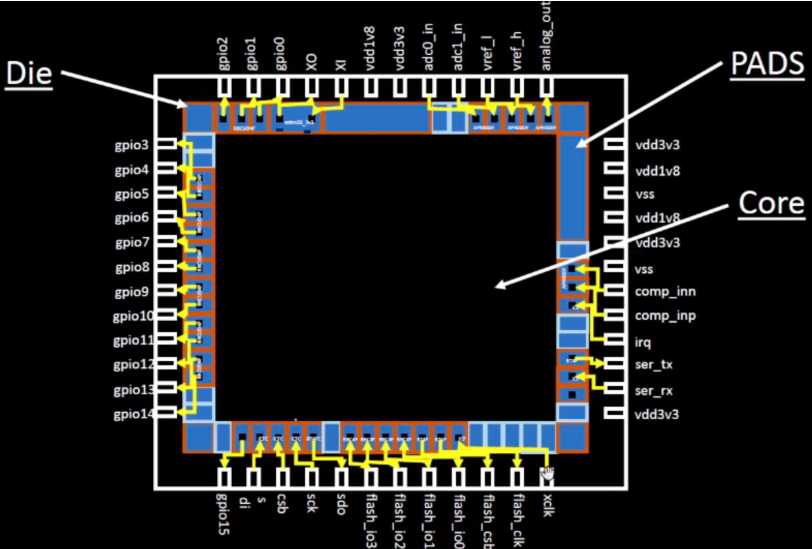 gpio2
gpio1
gpio0
XO
XI
vdd1v8
vdd3v3
adc0_in
adc1_in
vref_l
vref_h
analog_out
Die
PADS
Core
gpio3
gpio4
gpio5
gpio6
gpio7
gpio8
gpio9
gpio10
gpio11
gpio12
gpio13
gpio14
vdd3v3
vdd1v8
vss
vdd1v8
vdd3v3
vss
comp_inn
comp_inp
irq
ser_tx
ser_rx
vdd3v3
gpio15
di
s
csb
sck
sdo
flash_io3
flash_io2
flash_io1
flash_io0
flash_csb
flash_clk
xclk